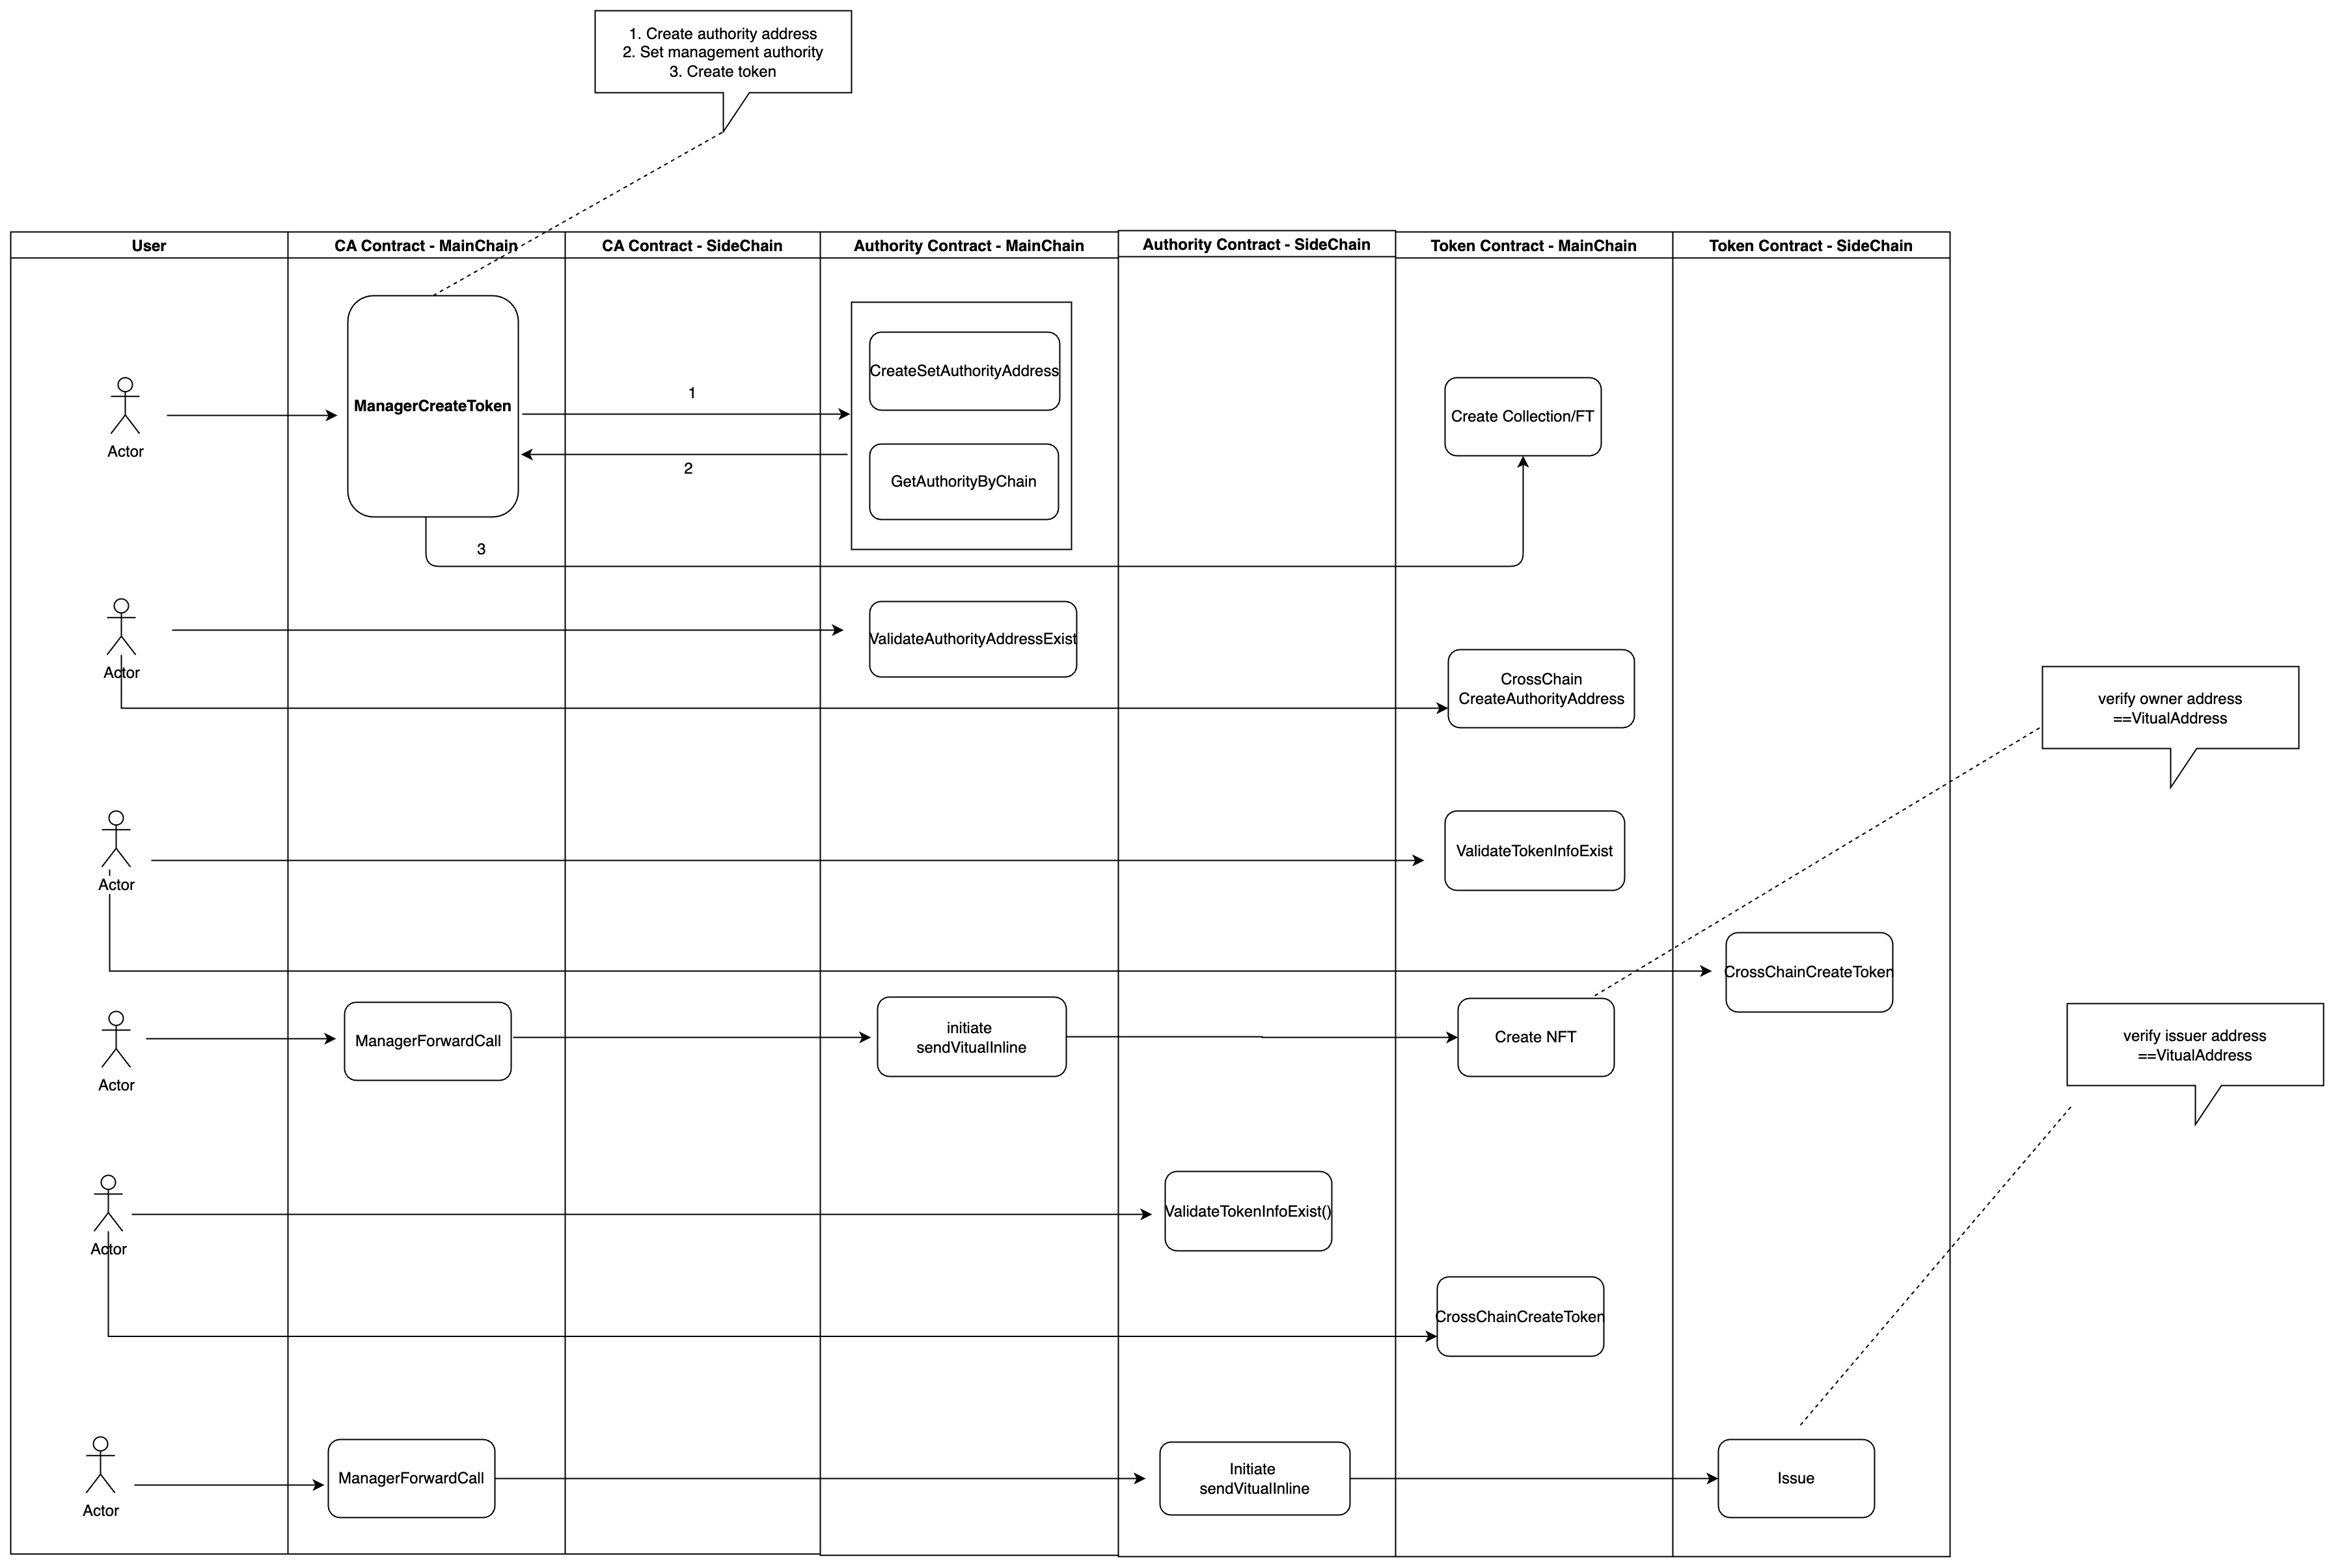 1. Create authority address
2. Set management authority
3. Create token
User
CA Contract - MainChain
CA Contract - SideChain
Authority Contract - MainChain
Authority Contract - SideChain
Token Contract - MainChain
Token Contract - SideChain
Actor
ManagerCreateToken
1
2
3
CreateSetAuthorityAddress
GetAuthorityByChain
Create Collection/FT
Actor
ValidateAuthorityAddressExist
CrossChain
CreateAuthorityAddress
verify owner address
==VitualAddress
Actor
ValidateTokenInfoExist
CrossChainCreateToken
Actor
ManagerForwardCall
initiate
sendVitualInline
Create NFT
verify issuer address
==VitualAddress
Actor
ValidateTokenInfoExist()
CrossChainCreateToken
Actor
ManagerForwardCall
Initiate
sendVitualInline
Issue